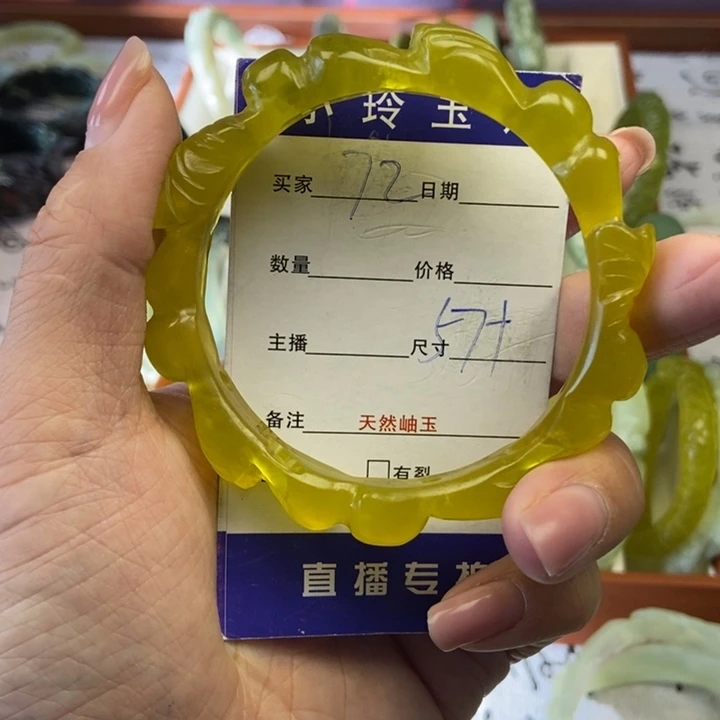 玲玉
买家 72 日期
数量 价格
主播 尺寸 57+
备注 天然岫玉
□有裂
直播专